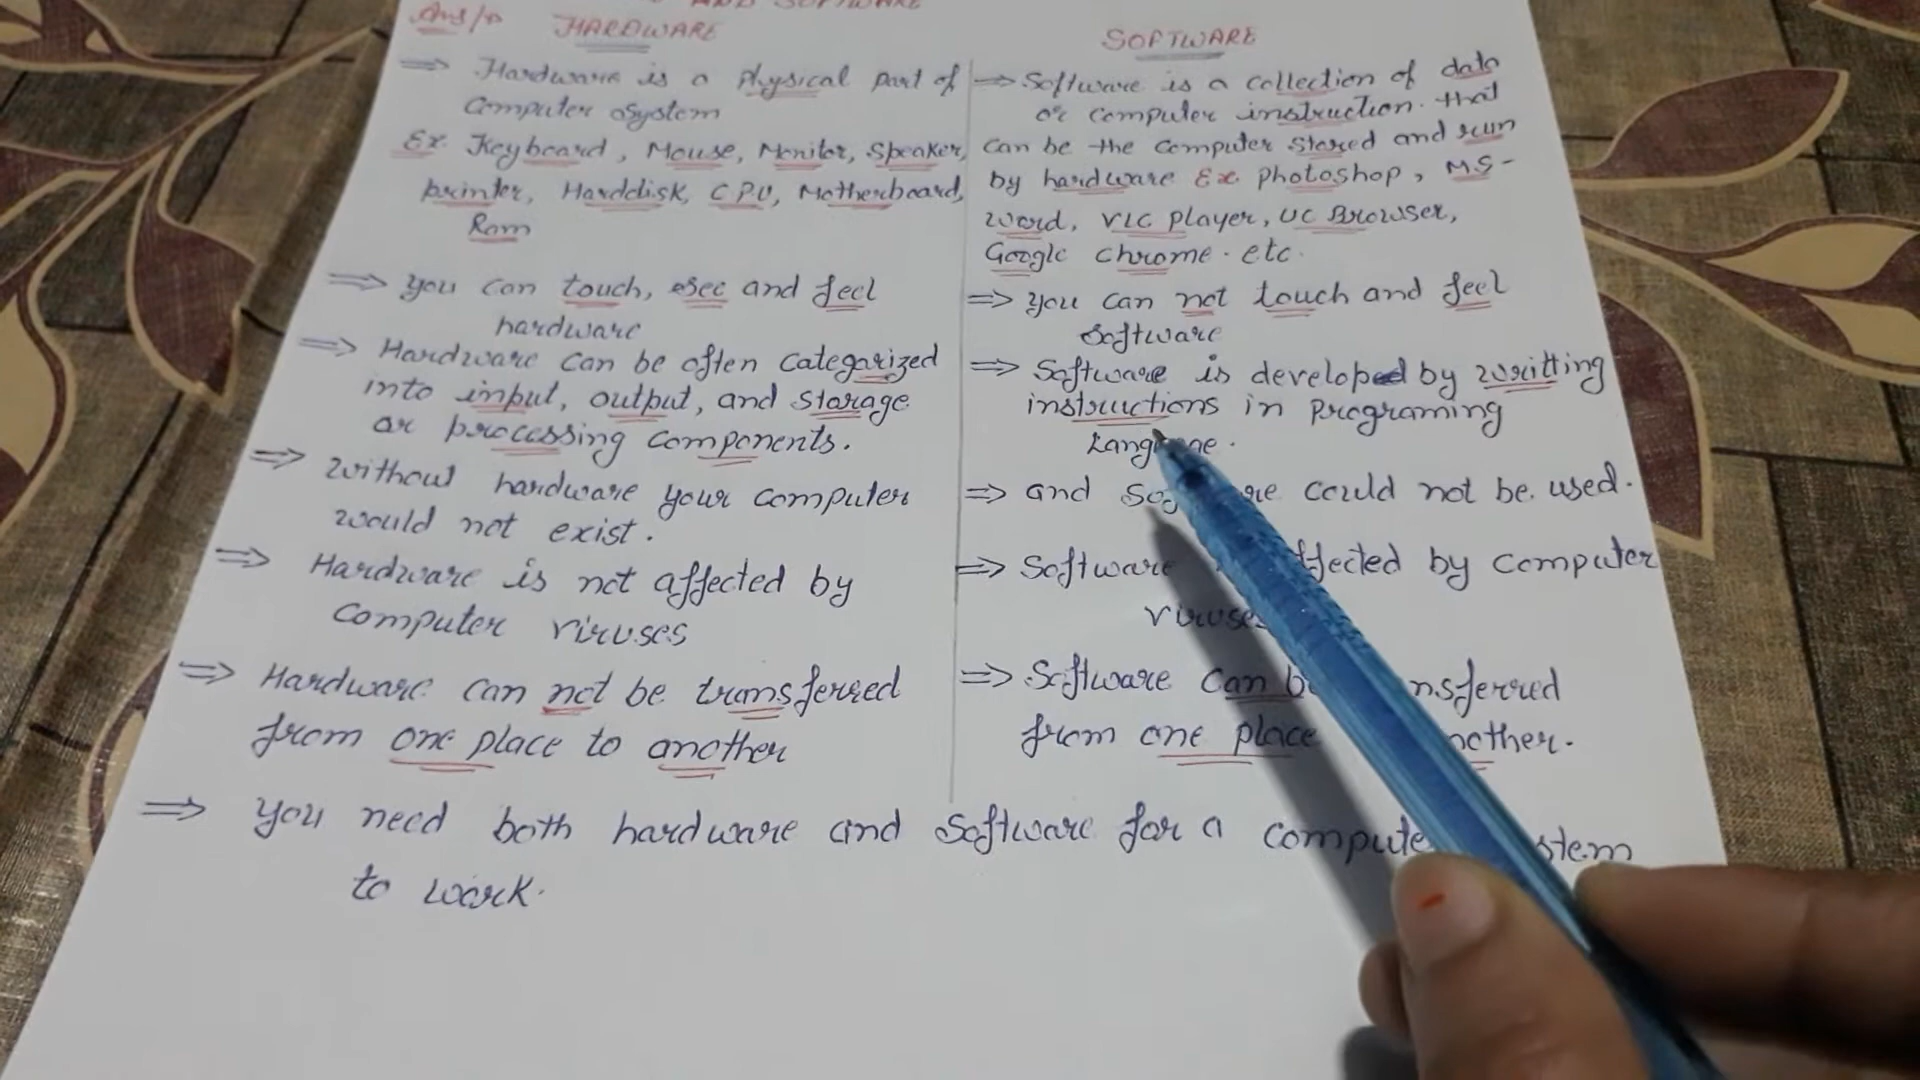 AND SOFTWARE
Ans/n
HARDWARE
⇒ Hardware is a physical part of
Computer System
Ex. Keyboard, Mouse, Monitor, Speaker,
printer, Harddisk, CPU, Motherboard,
Ram
⇒ you can touch, See and feel
hardware
⇒ Hardware can be often categarized
into input, output, and storage
or processing components.
⇒ without hardware your computer
would not exist.
⇒ Hardware is not affected by
Computer viruses
⇒ Hardware can not be transferred
from one place to another
SOFTWARE
⇒ Software is a collection of data
or computer instruction. that
can be the computer stored and run
by hardware Ex. photoshop, MS-
word, VLC player, UC Browser,
Google chrome. etc.
⇒ you can not touch and feel
Software
⇒ Software is developed by writting
instructions in Programing
⇒ and could not be used.
⇒ Software by computer
viruses
⇒ Software can
from one place
⇒ you need both hardware and software for a
to work.